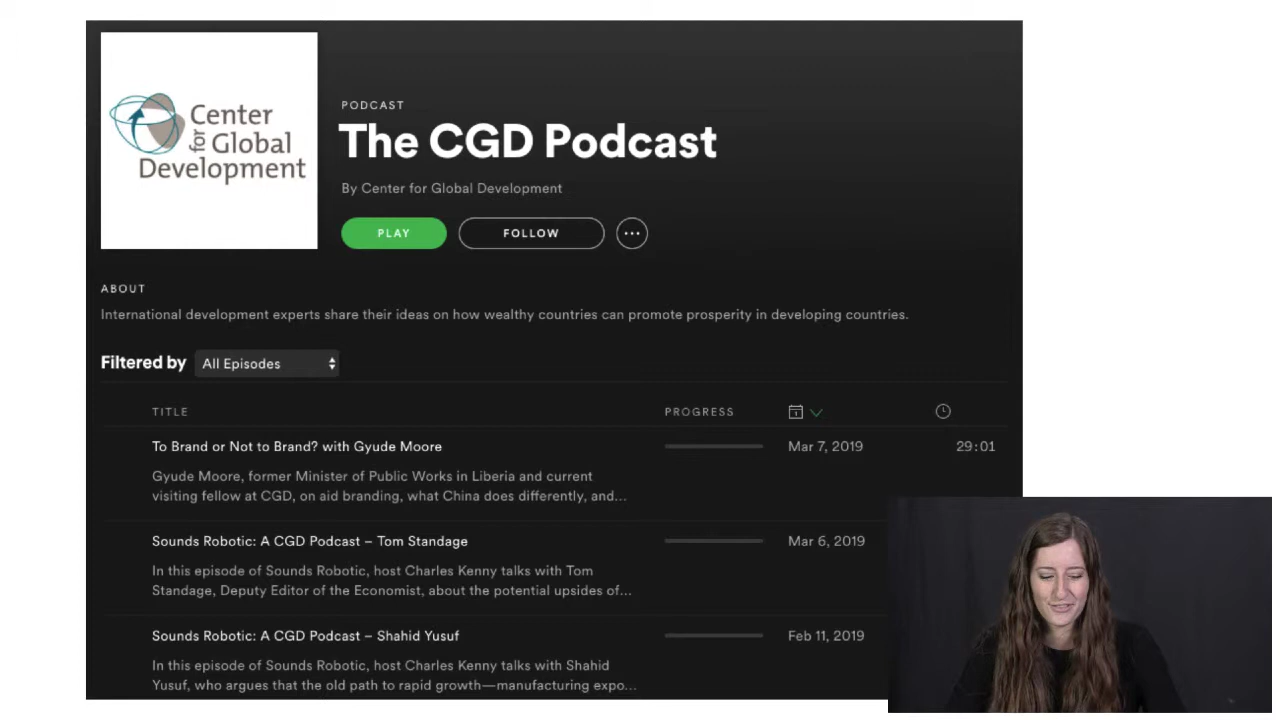 Center
for Global
Development
PODCAST
The CGD Podcast
By Center for Global Development
PLAY FOLLOW
ABOUT
International development experts share their ideas on how wealthy countries can promote prosperity in developing countries.
Filtered by All Episodes
TITLE PROGRESS
To Brand or Not to Brand? with Gyude Moore Mar 7, 2019 29:01
Gyude Moore, former Minister of Public Works in Liberia and current
visiting fellow at CGD, on aid branding, what China does differently, and...
Sounds Robotic: A CGD Podcast – Tom Standage Mar 6, 2019
In this episode of Sounds Robotic, host Charles Kenny talks with Tom
Standage, Deputy Editor of the Economist, about the potential upsides of...
Sounds Robotic: A CGD Podcast – Shahid Yusuf Feb 11, 2019
In this episode of Sounds Robotic, host Charles Kenny talks with Shahid
Yusuf, who argues that the old path to rapid growth—manufacturing expo...